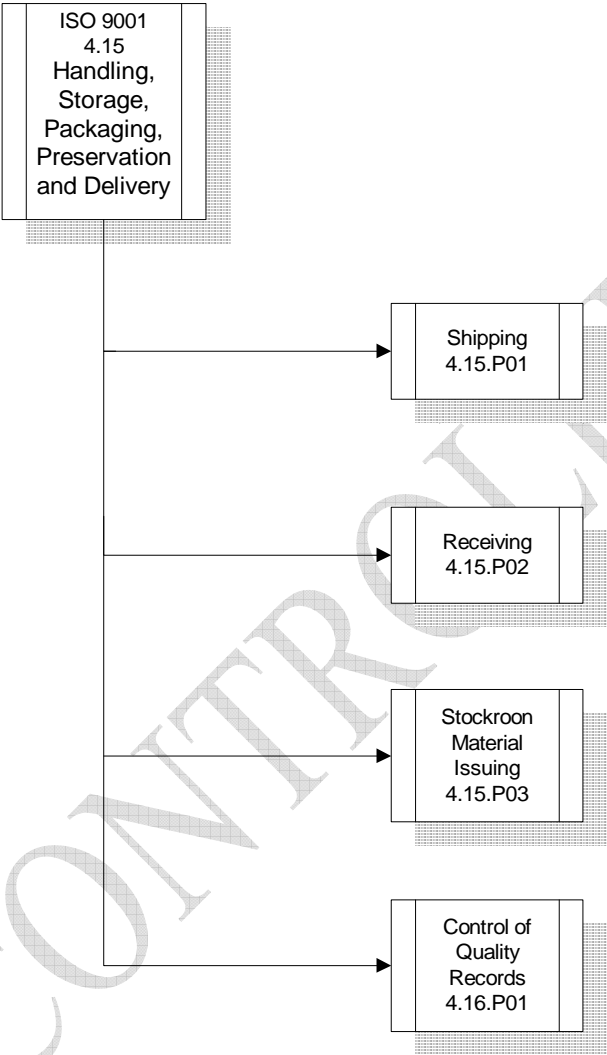 ISO 9001
4.15
Handling,
Storage,
Packaging,
Preservation
and Delivery
Shipping
4.15.P01
Receiving
4.15.P02
Stockroon
Material
Issuing
4.15.P03
Control of
Quality
Records
4.16.P01
CONTROL